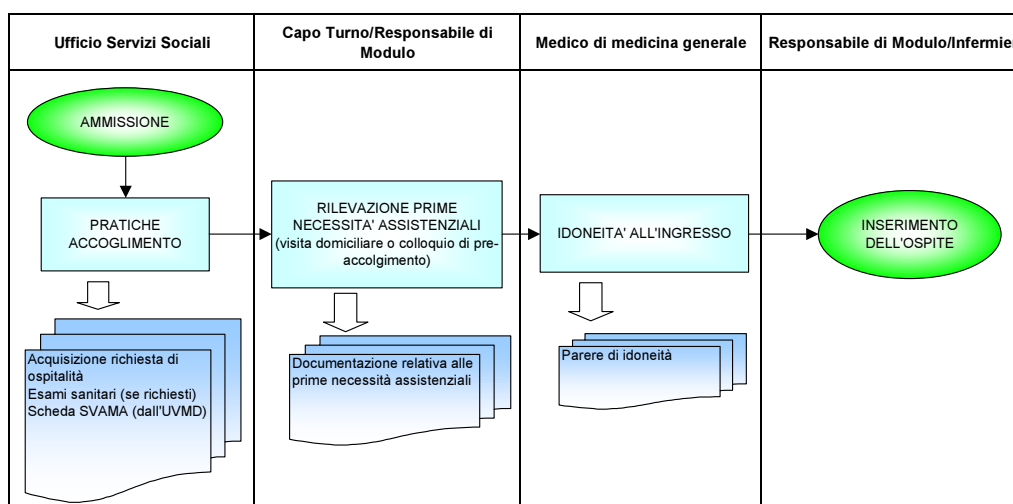 Ufficio Servizi Sociali
Capo Turno/Responsabile di
Modulo
Medico di medicina generale
Responsabile di Modulo/Infermie
AMMISSIONE
PRATICHE
ACCOGLIMENTO
RILEVAZIONE PRIME
NECESSITA' ASSISTENZIALI
(visita domiciliare o colloquio di pre-
accolgimento)
IDONEITA' ALL'INGRESSO
INSERIMENTO
DELL'OSPITE
Acquisizione richiesta di
ospitalità
Esami sanitari (se richiesti)
Scheda SVAMA (dall'UVMD)
Documentazione relativa alle
prime necessità assistenziali
Parere di idoneità